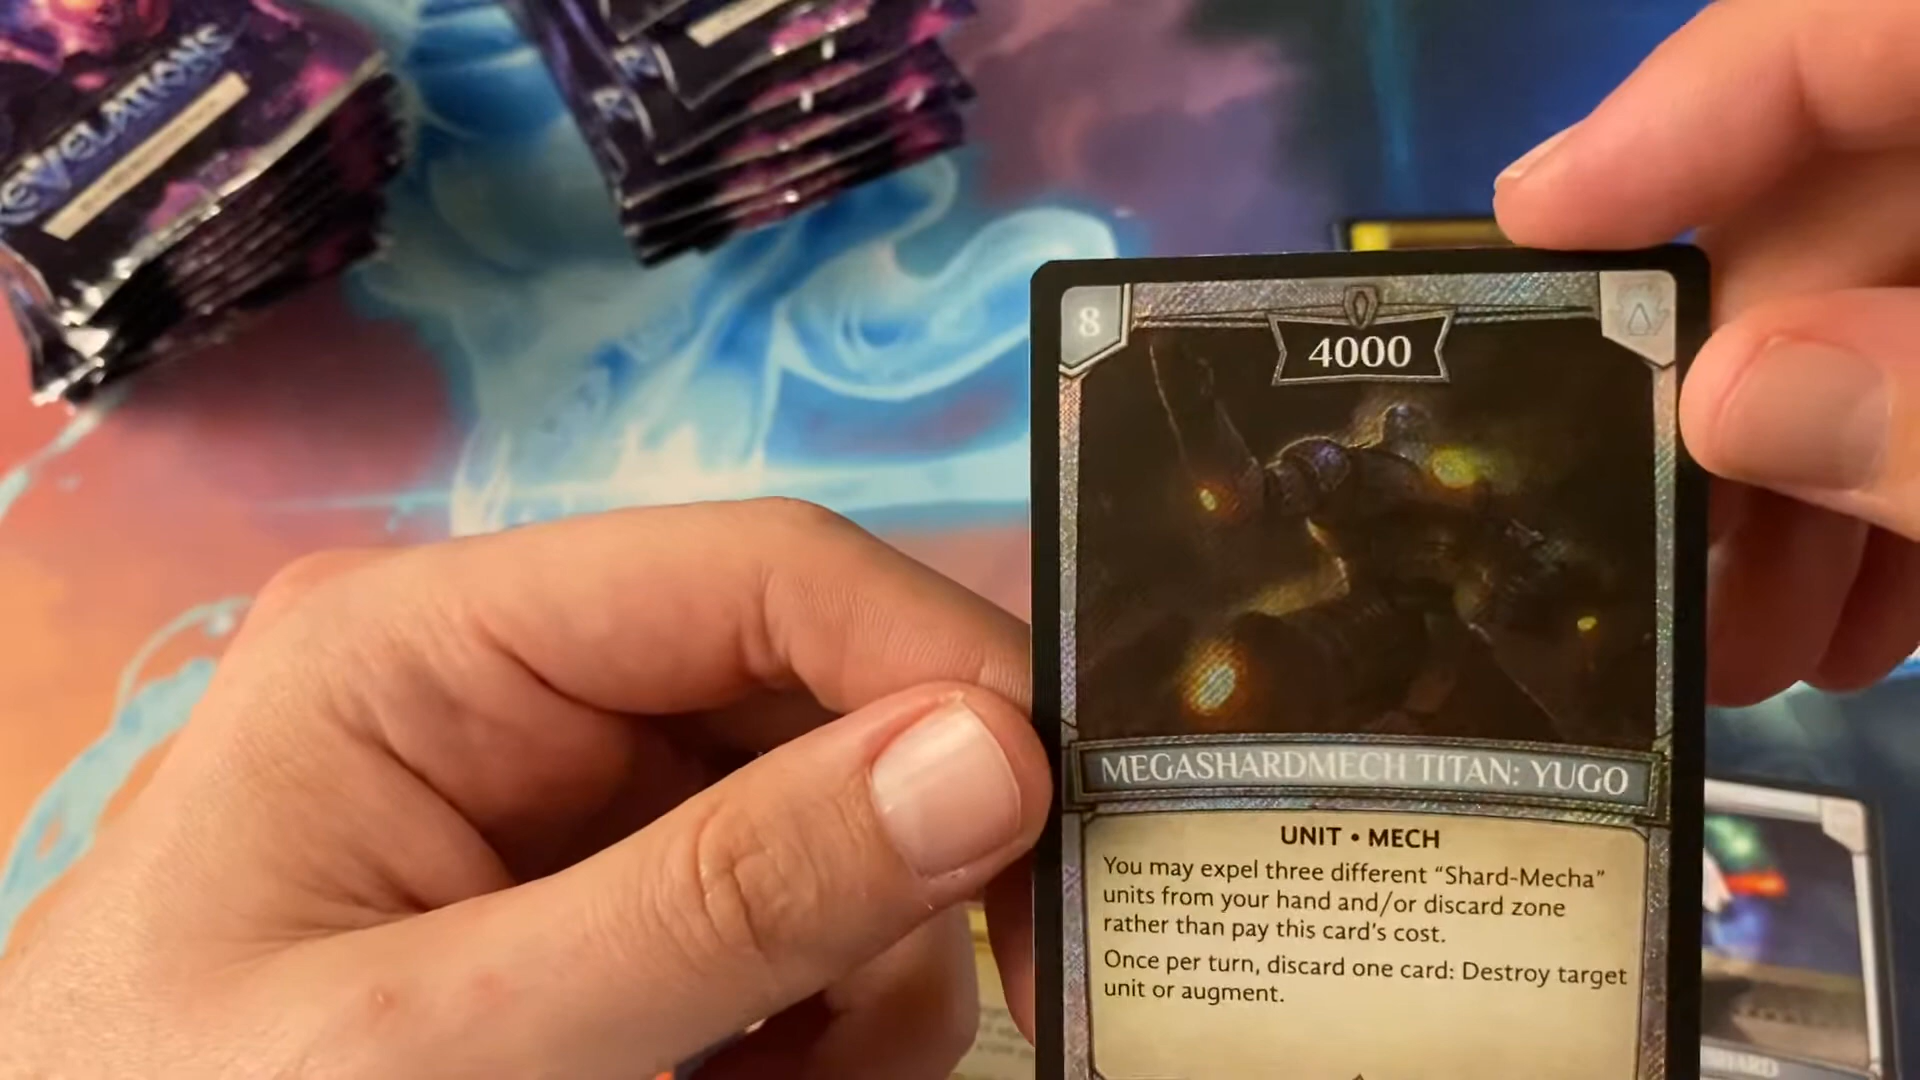 REVELATIONS
8
4000
MEGASHARDMECH TITAN: YUGO
UNIT • MECH
You may expel three different “Shard-Mecha”
units from your hand and/or discard zone
rather than pay this card's cost.
Once per turn, discard one card: Destroy target
unit or augment.
SHARD